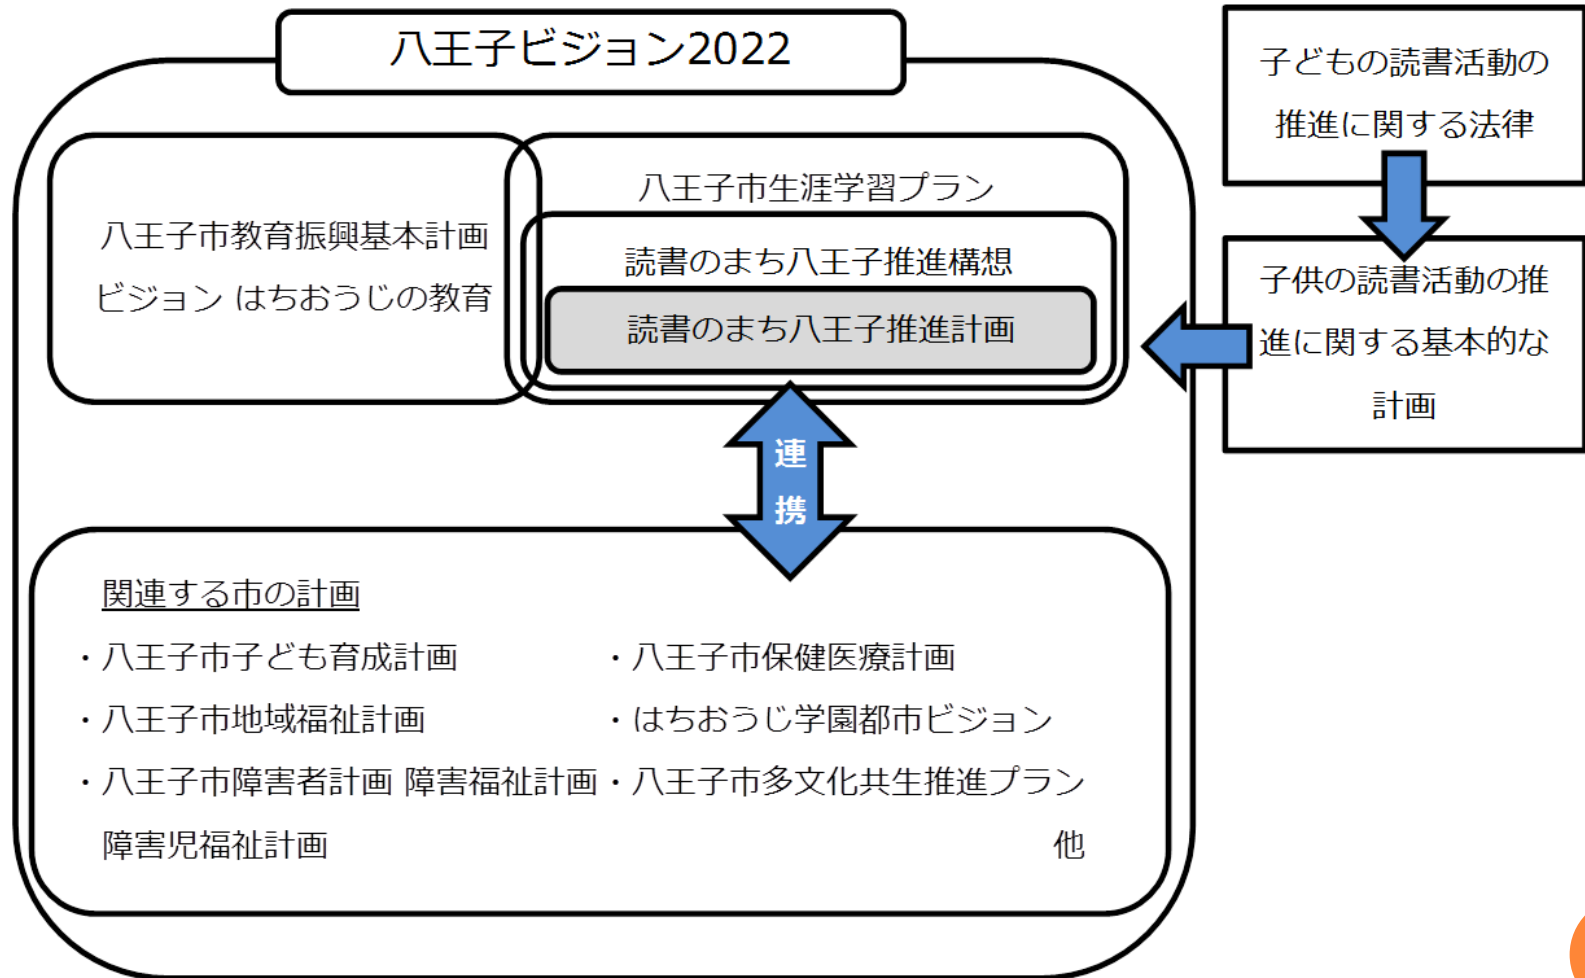 八王子ビジョン2022
子どもの読書活動の
推進に関する法律
八王子市教育振興基本計画
ビジョン はちおうじの教育
八王子市生涯学習プラン
読書のまち八王子推進構想
読書のまち八王子推進計画
子供の読書活動の推
進に関する基本的な
計画
連
携
関連する市の計画
・八王子市子ども育成計画
・八王子市地域福祉計画
・八王子市障害者計画 障害福祉計画
障害児福祉計画
・八王子市保健医療計画
・はちおうじ学園都市ビジョン
・八王子市多文化共生推進プラン
他